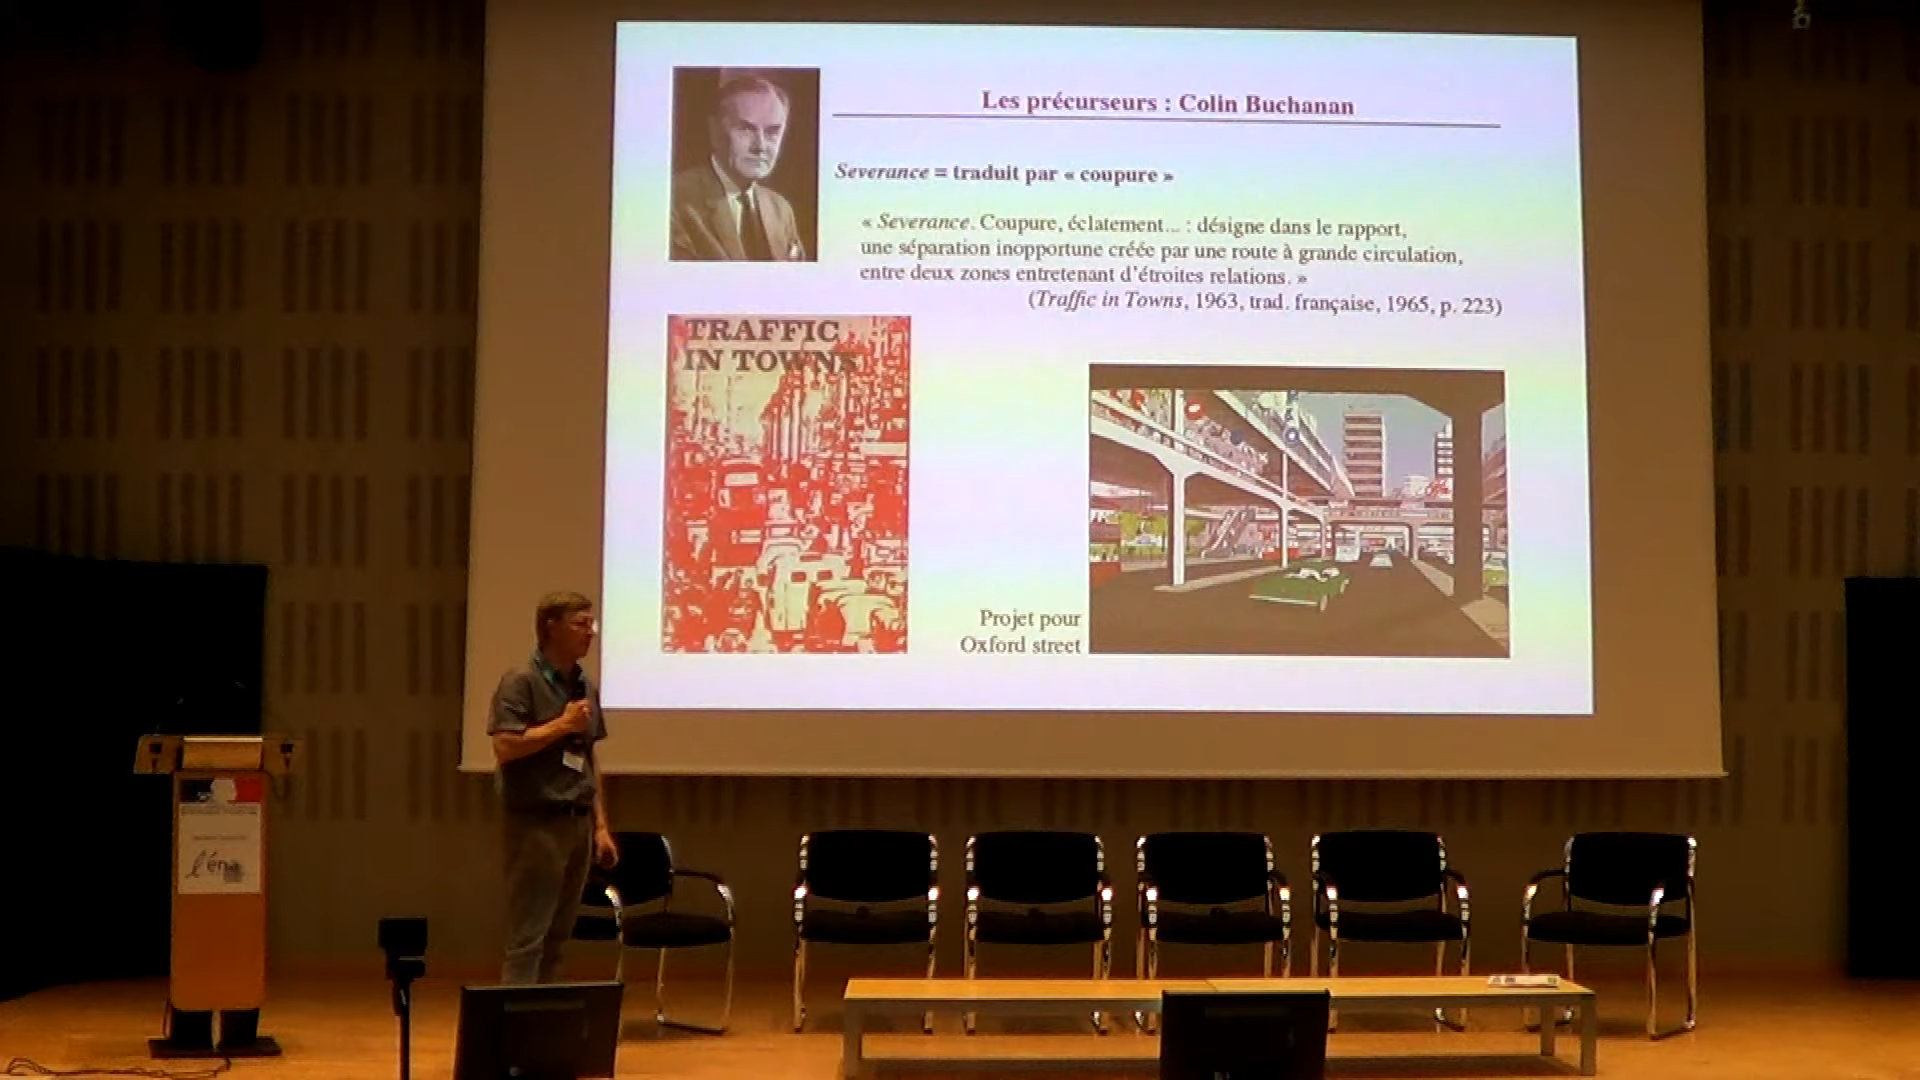 Les précurseurs : Colin Buchanan
Severance = traduit par « coupure »
« Severance. Coupure, éclatement... : désigne dans le rapport,
une séparation inopportune créée par une route à grande circulation,
entre deux zones entretenant d'étroites relations. »
(Traffic in Towns, 1963, trad. française, 1965, p. 223)
TRAFFIC
IN TOWNS
Projet pour
Oxford street
l'éna